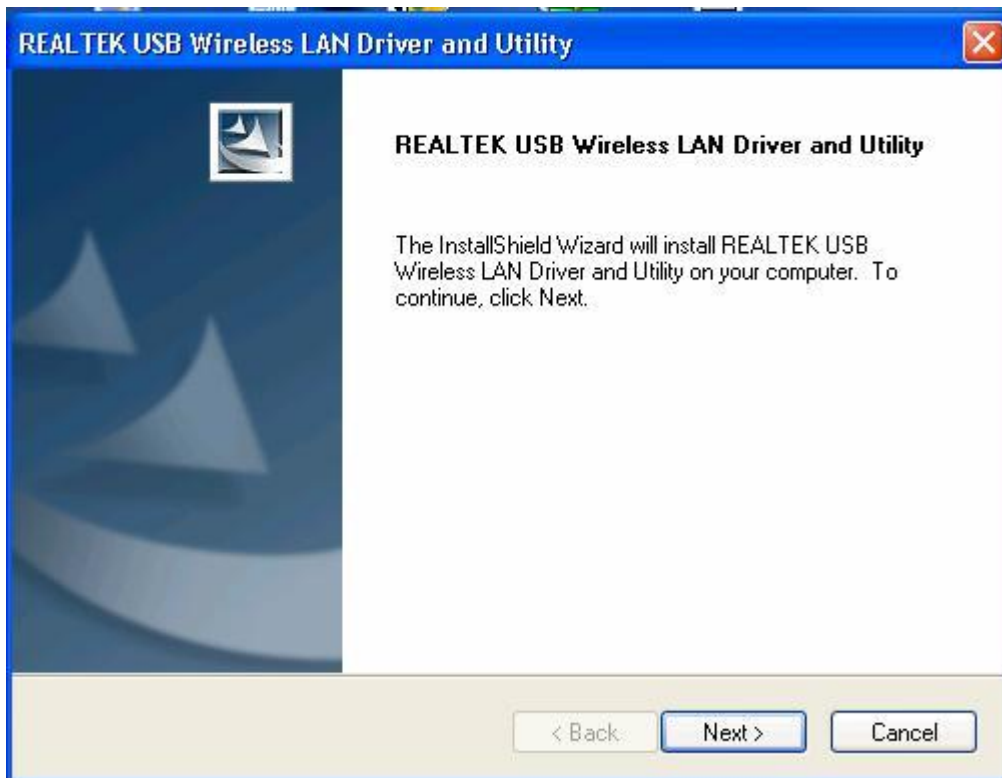 REALTEK USB Wireless LAN Driver and Utility
REALTEK USB Wireless LAN Driver and Utility
The InstallShield Wizard will install REALTEK USB
Wireless LAN Driver and Utility on your computer. To
continue, click Next.
< Back
Next >
Cancel